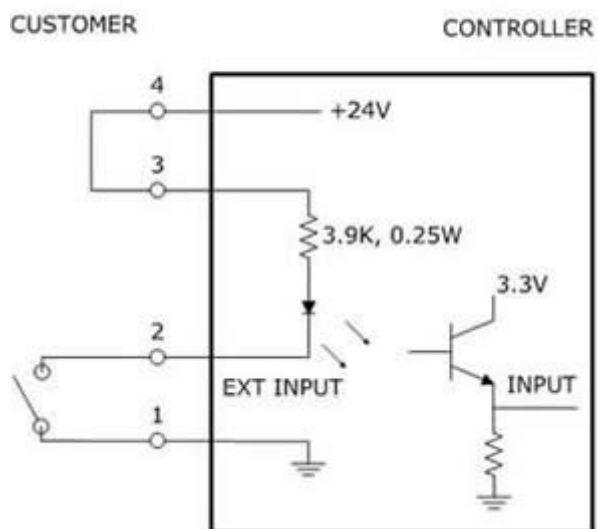 CUSTOMER CONTROLLER
4
+24V
3
3.9K, 0.25W
3.3V
2
EXT INPUT INPUT
1